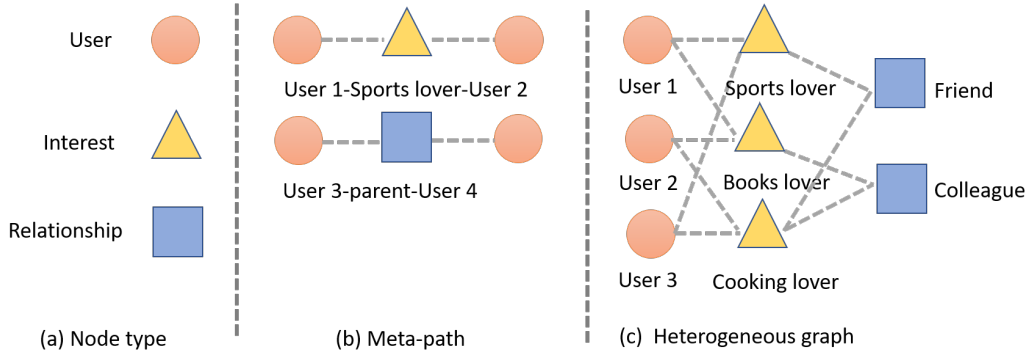 User
Interest
Relationship
(a) Node type
User 1-Sports lover-User 2
User 3-parent-User 4
(b) Meta-path
User 1
Sports lover
Friend
User 2
Books lover
Colleague
User 3
Cooking lover
(c) Heterogeneous graph